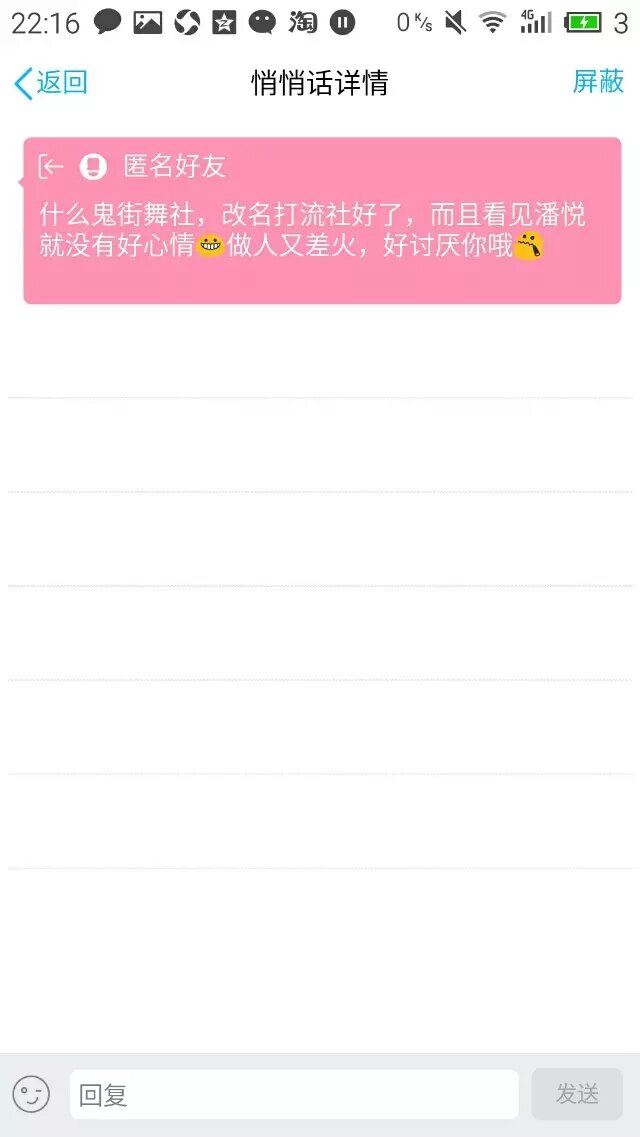 22:16 淘 0 K/s 4G 3
返回 悄悄话详情 屏蔽
匿名好友
什么鬼街舞社，改名打流社好了，而且看见潘悦
就没有好心情😀做人又差火，好讨厌你哦
回复 发送